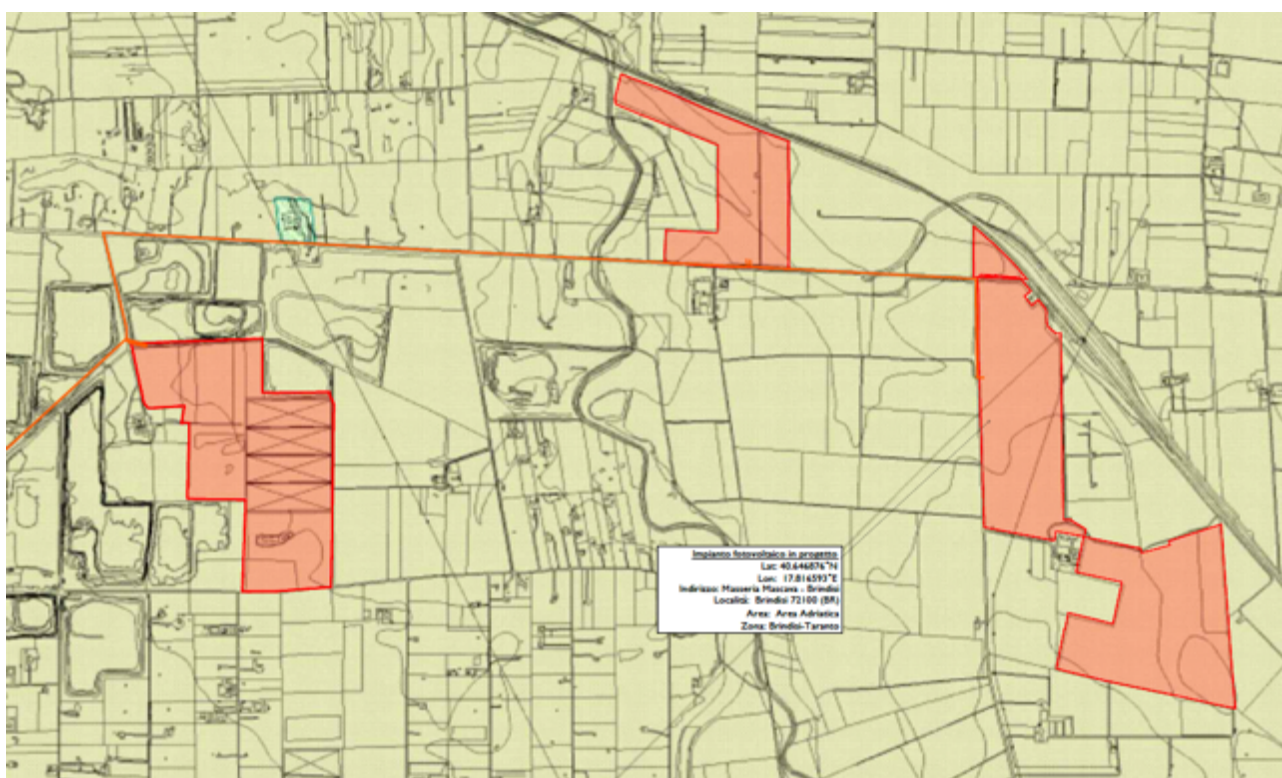 Impianto fotovoltaico in progetto
Lat: 40.646876°N
Lon: 17.816593°E
Indirizzo: Masseria Mascava - Brindisi
Località: Brindisi 72100 (BR)
Area: Area Adriatica
Zona: Brindisi-Taranto